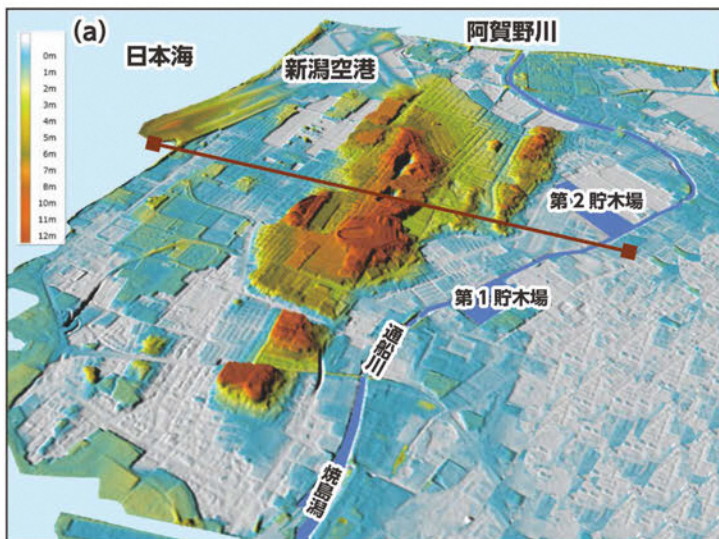 (a)
日本海
新潟空港
阿賀野川
0m
1m
2m
3m
4m
5m
6m
7m
8m
9m
10m
11m
12m
第2貯木場
第1貯木場
通船川
焼島潟